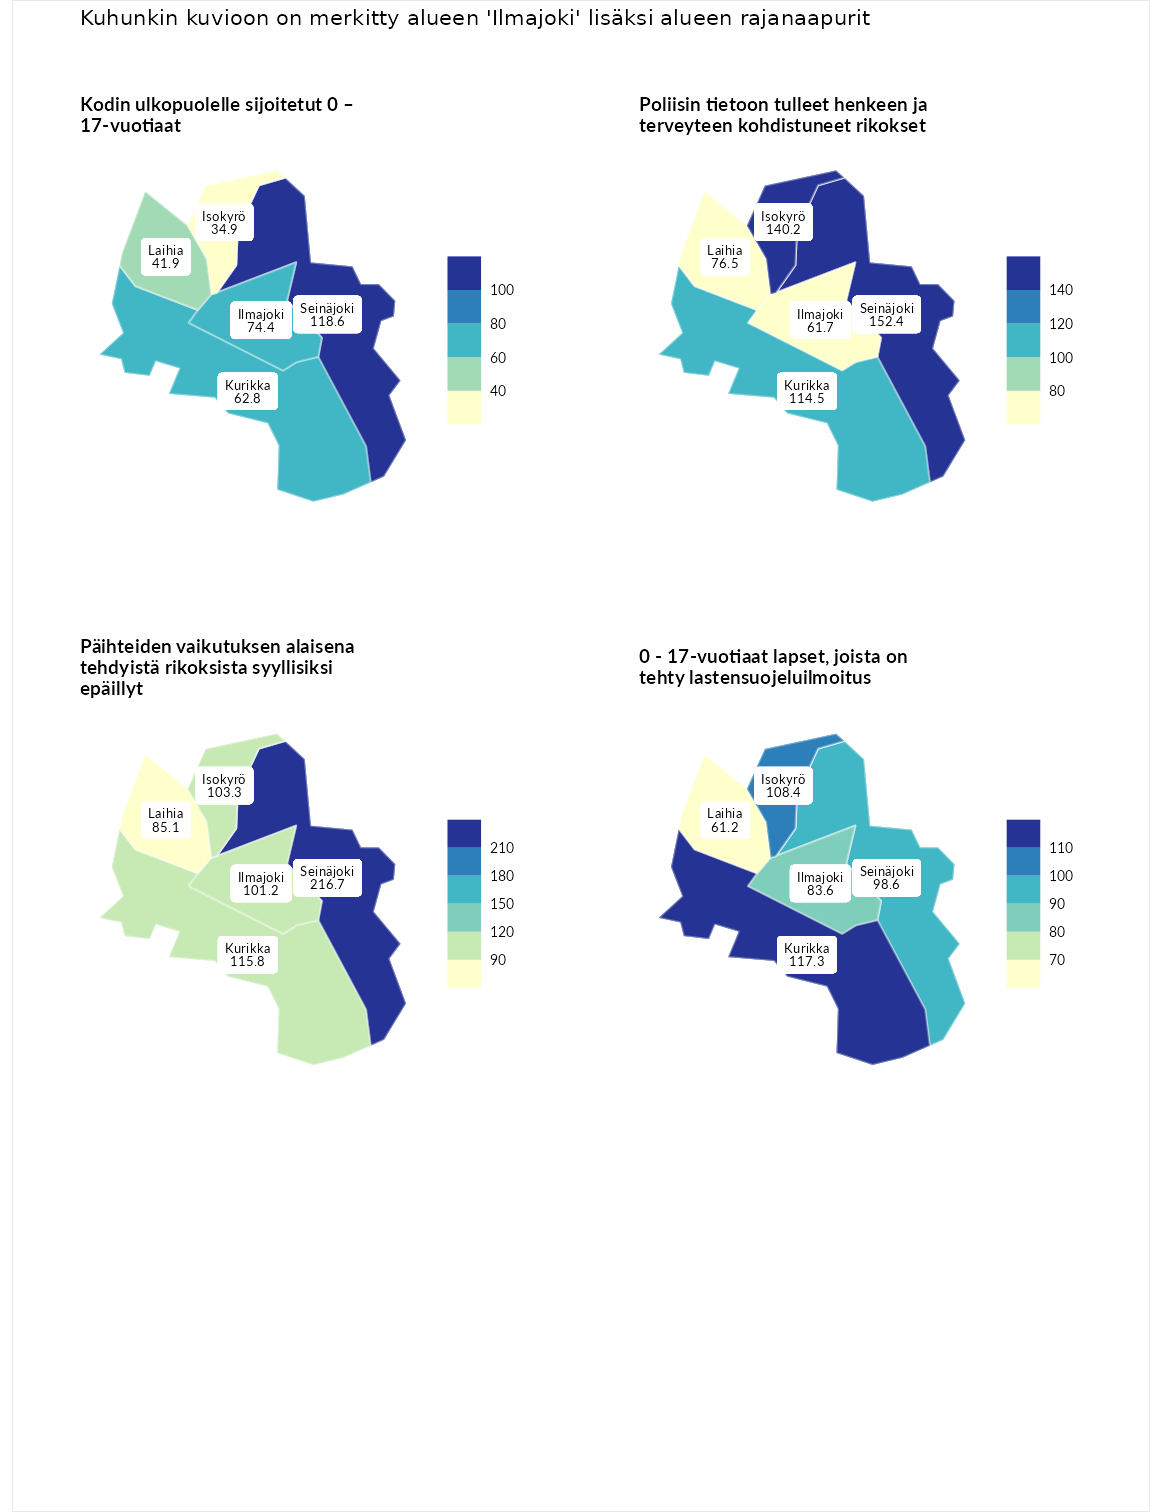 Kuhunkin kuvioon on merkitty alueen 'Ilmajoki' lisäksi alueen rajanaapurit
Kodin ulkopuolelle sijoitetut 0 –
17-vuotiaat
Isokyrö
34.9
Laihia
41.9
Ilmajoki
74.4
Seinäjoki
118.6
Kurikka
62.8
100
80
60
40
Poliisin tietoon tulleet henkeen ja
terveyteen kohdistuneet rikokset
Isokyrö
140.2
Laihia
76.5
Ilmajoki
61.7
Seinäjoki
152.4
Kurikka
114.5
140
120
100
80
Päihteiden vaikutuksen alaisena
tehdyistä rikoksista syyllisiksi
epäillyt
Isokyrö
103.3
Laihia
85.1
Ilmajoki
101.2
Seinäjoki
216.7
Kurikka
115.8
210
180
150
120
90
0 - 17-vuotiaat lapset, joista on
tehty lastensuojeluilmoitus
Isokyrö
108.4
Laihia
61.2
Ilmajoki
83.6
Seinäjoki
98.6
Kurikka
117.3
110
100
90
80
70